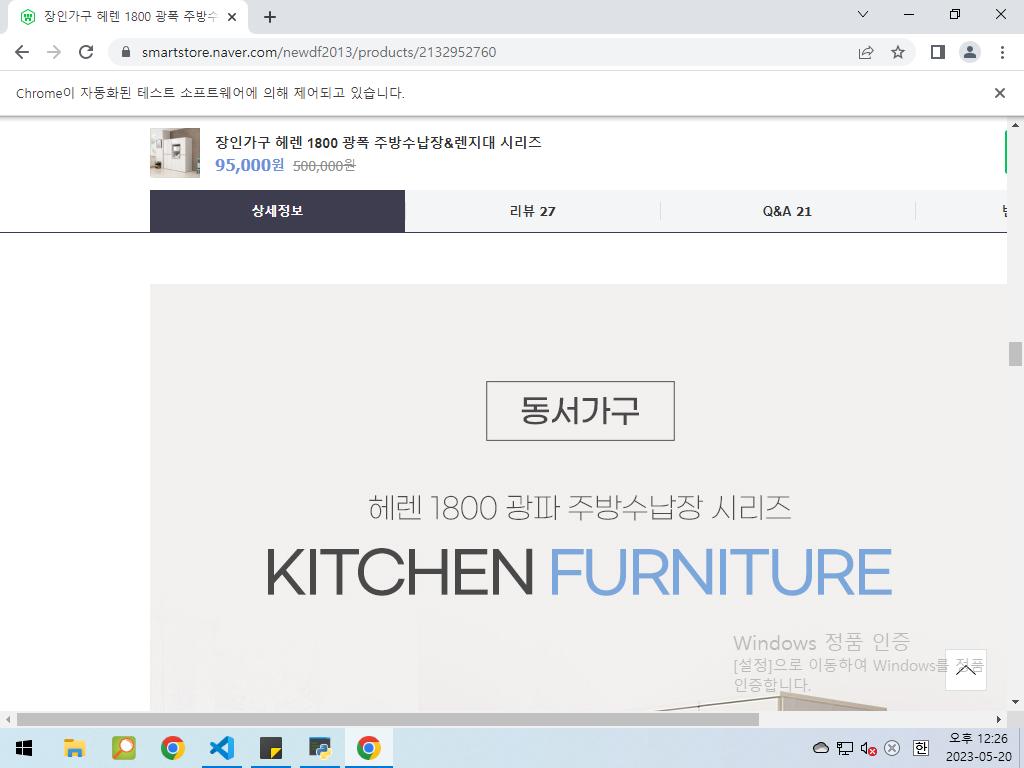 장인가구 헤렌 1800 광폭 주방수
smartstore.naver.com/newdf2013/products/2132952760
Chrome이 자동화된 테스트 소프트웨어에 의해 제어되고 있습니다.
장인가구 헤렌 1800 광폭 주방수납장&렌지대 시리즈
95,000원 500,000원
상세정보 리뷰 27 Q&A 21
동서가구
헤렌 1800 광파 주방수납장 시리즈
KITCHEN FURNITURE
Windows 정품 인증
[설정]으로 이동하여 Windows를 정품
인증합니다.
한
오후 12:26
2023-05-20